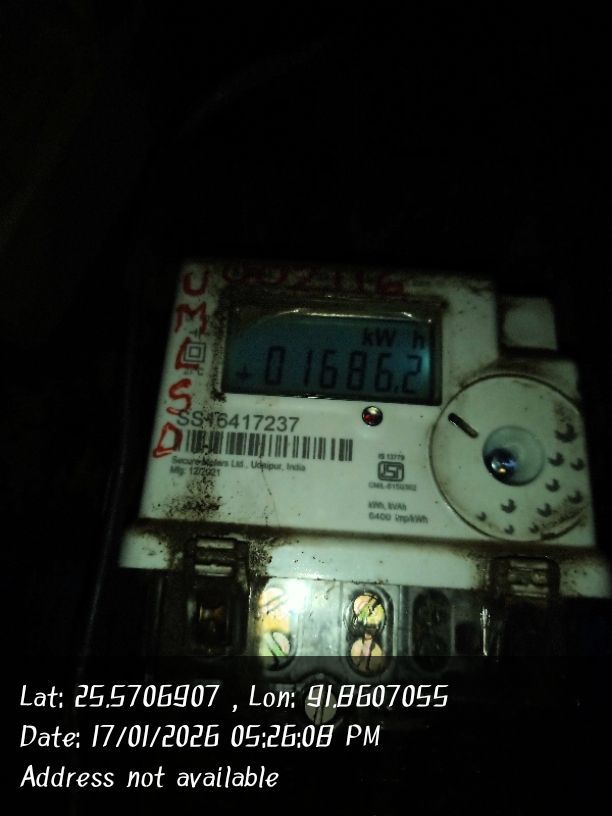 UMLSD
kW h
+ 01686.2
SS16417237
Secure Meters Ltd., Udaipur, India
Mfg. 12/2021
IS 13779
kWh, kVAh
6400 imp/kWh
Lat: 25.5706907 , Lon: 91.8607055
Date: 17/01/2026 05:26:08 PM
Address not available